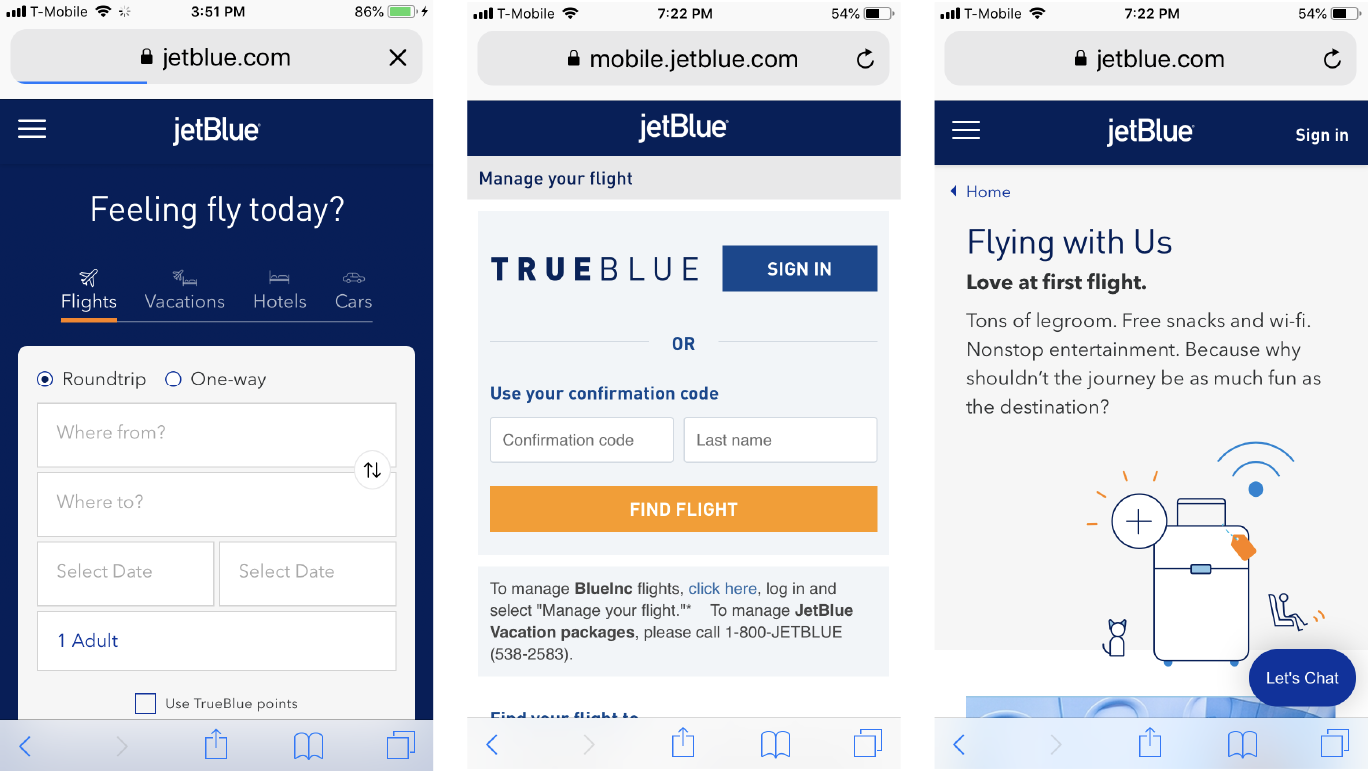 T-Mobile 3:51 PM 86%
jetblue.com
jetBlue
Feeling fly today?
Flights Vacations Hotels Cars
Roundtrip One-way
Where from?
Where to?
Select Date Select Date
1 Adult
Use TrueBlue points
T-Mobile 7:22 PM 54%
mobile.jetblue.com
jetBlue
Manage your flight
TRUEBLUE SIGN IN
OR
Use your confirmation code
Confirmation code Last name
FIND FLIGHT
To manage BlueInc flights, click here, log in and
select "Manage your flight."* To manage JetBlue
Vacation packages, please call 1-800-JETBLUE
(538-2583).
Find your flight to
T-Mobile 7:22 PM 54%
jetblue.com
jetBlue Sign in
Home
Flying with Us
Love at first flight.
Tons of legroom. Free snacks and wi-fi.
Nonstop entertainment. Because why
shouldn’t the journey be as much fun as
the destination?
Let's Chat